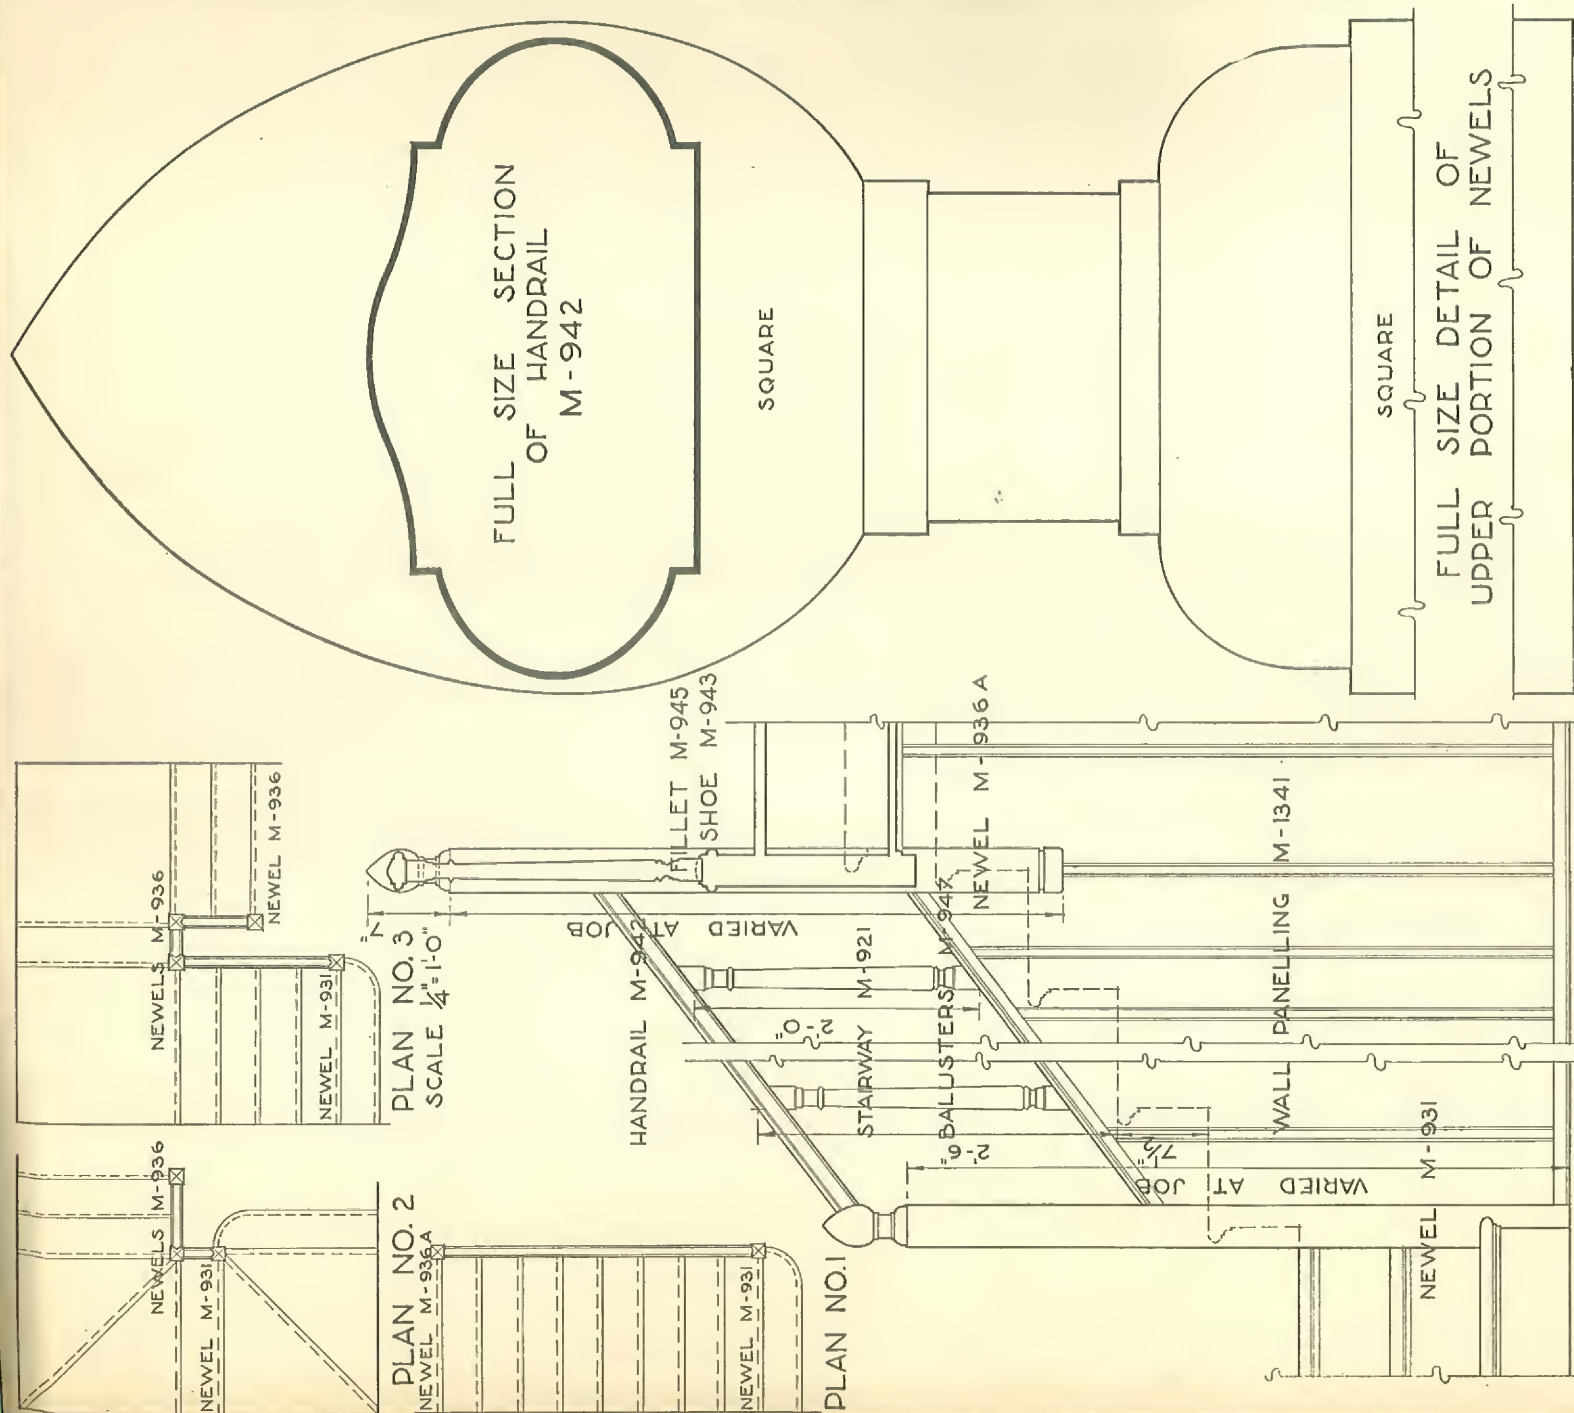 FULL SIZE SECTION
OF HANDRAIL
M-942
SQUARE
SQUARE
FULL SIZE DETAIL OF
UPPER PORTION OF NEWELS
NEWELS M-936
NEWEL M-936
NEWEL M-931
PLAN NO. 3
SCALE 1/4"=1'-0"
NEWELS M-936
NEWEL M-931
PLAN NO. 2
NEWEL M-936A
NEWEL M-931
PLAN NO. 1
7"
VARIED AT JOB
FILLET M-945
SHOE M-943
HANDRAIL M-942
STAIRWAY M-921
BALUSTERS M-947
NEWEL M-936A
2'-0"
2'-6"
7 1/2"
VARIED AT JOB
WALL PANELLING M-1341
NEWEL M-931